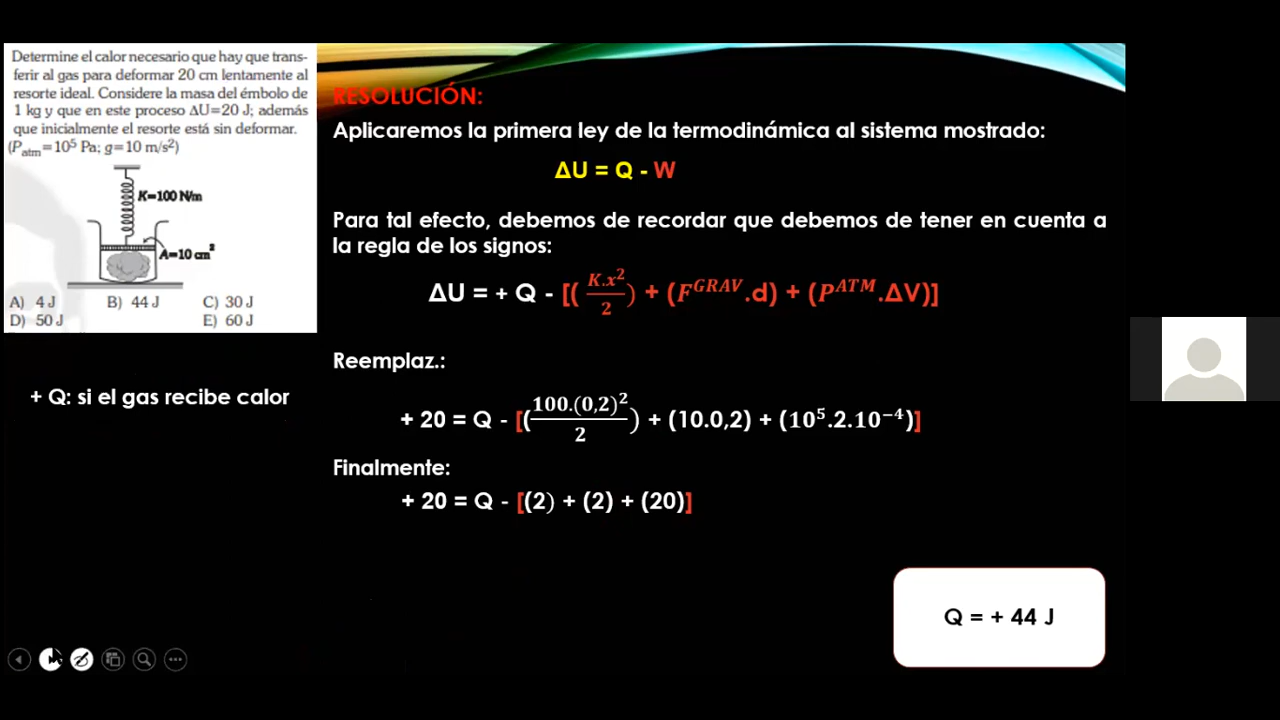 Determine el calor necesario que hay que trans-
ferir al gas para deformar 20 cm lentamente al
resorte ideal. Considere la masa del émbolo de
1 kg y que en este proceso ΔU=20 J; además
que inicialmente el resorte está sin deformar.
(Patm=10⁵ Pa; g=10 m/s²)
K=100 N/m
A=10 cm²
A) 4 J B) 44 J C) 30 J
D) 50 J E) 60 J
+ Q: si el gas recibe calor
RESOLUCIÓN:
Aplicaremos la primera ley de la termodinámica al sistema mostrado:
ΔU = Q - W
Para tal efecto, debemos de recordar que debemos de tener en cuenta a
la regla de los signos:
ΔU = + Q - [( K.x²/2 ) + (F^GRAV.d) + (P^ATM.ΔV)]
Reemplaz.:
+ 20 = Q - [( 100.(0,2)²/2 ) + (10.0,2) + (10⁵.2.10⁻⁴)]
Finalmente:
+ 20 = Q - [(2) + (2) + (20)]
Q = + 44 J